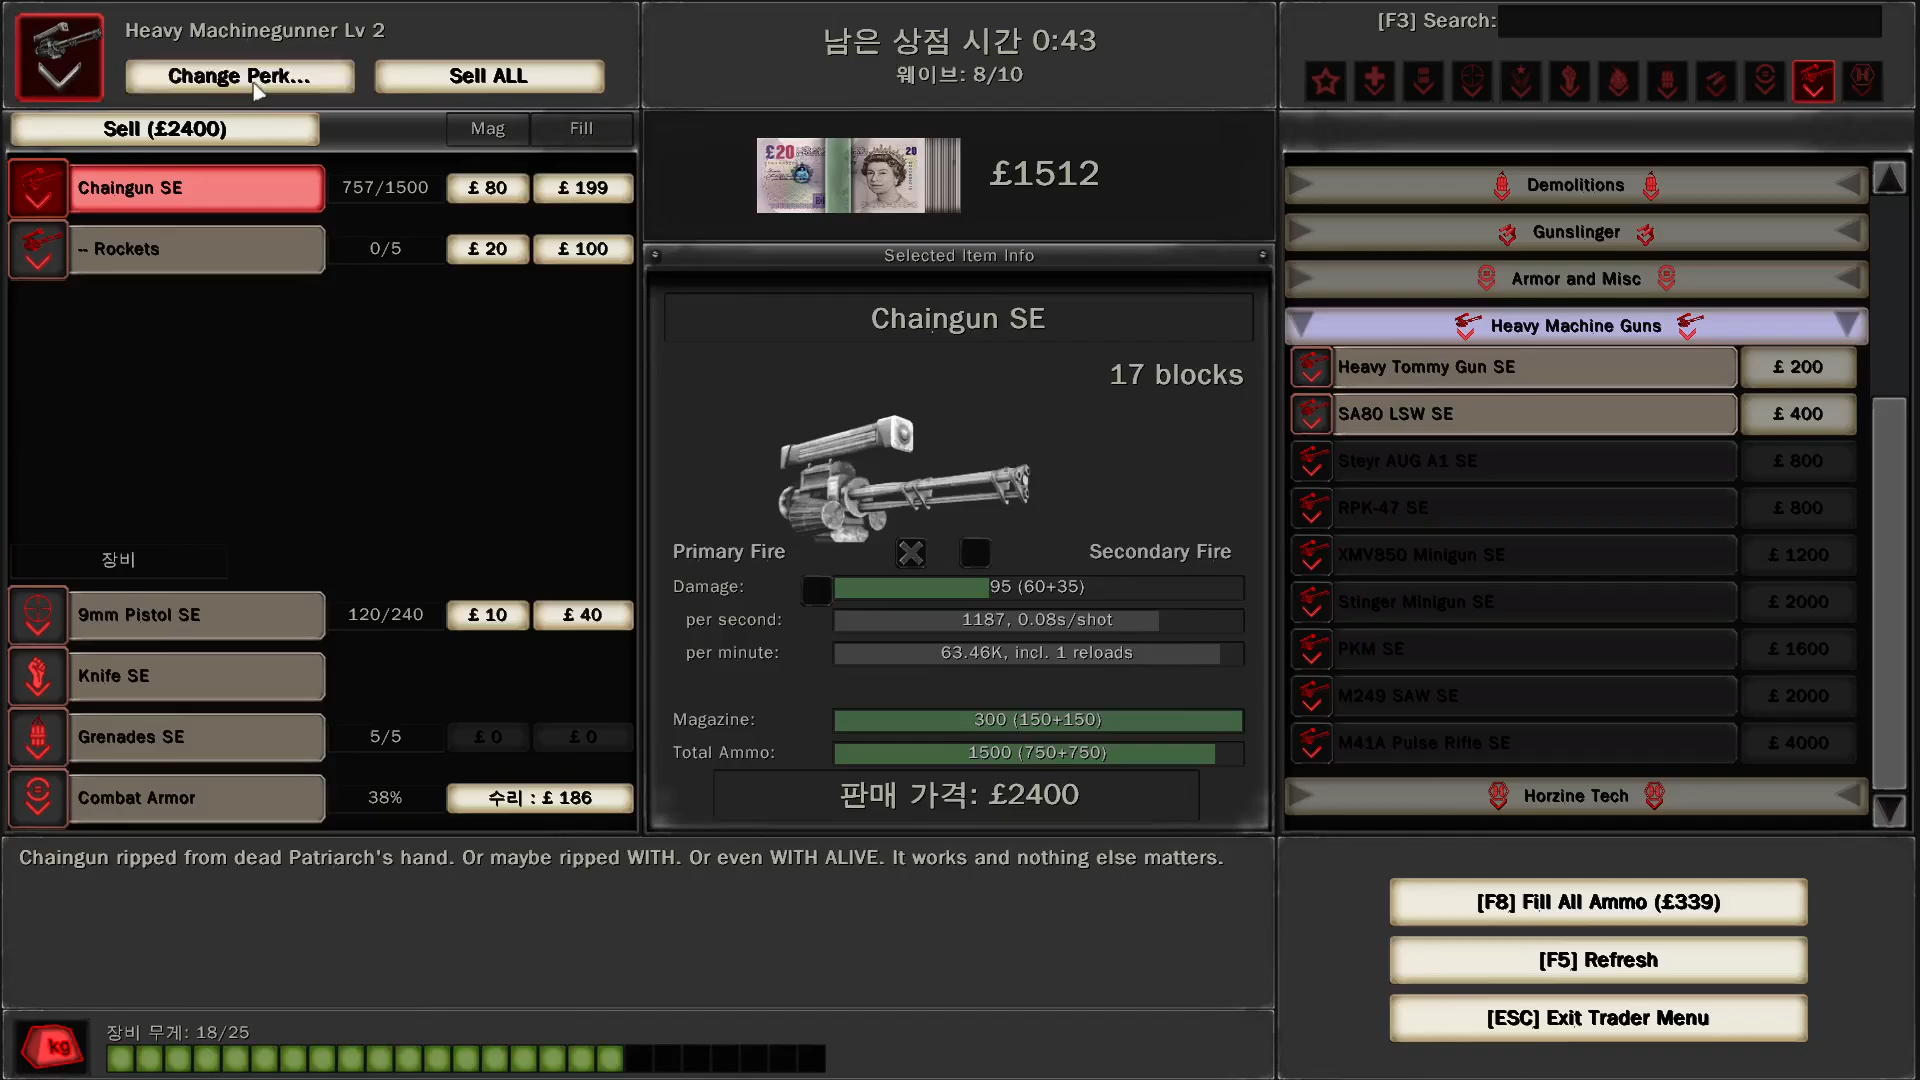 Heavy Machinegunner Lv 2
Change Perk...
Sell ALL
남은 상점 시간 0:43
웨이브: 8/10
[F3] Search:
Sell (£2400)
Mag
Fill
Chaingun SE
757/1500
£ 80
£ 199
-- Rockets
0/5
£ 20
£ 100
장비
9mm Pistol SE
120/240
£ 10
£ 40
Knife SE
Grenades SE
5/5
£ 0
£ 0
Combat Armor
38%
수리 : £ 186
£20
20
£1512
Selected Item Info
Chaingun SE
17 blocks
Primary Fire
Secondary Fire
Damage:
95 (60+35)
per second:
1187, 0.08s/shot
per minute:
63.46K, incl. 1 reloads
Magazine:
300 (150+150)
Total Ammo:
1500 (750+750)
판매 가격: £2400
Demolitions
Gunslinger
Armor and Misc
Heavy Machine Guns
Heavy Tommy Gun SE
£ 200
SA80 LSW SE
£ 400
Steyr AUG A1 SE
£ 800
RPK-47 SE
£ 800
XMV850 Minigun SE
£ 1200
Stinger Minigun SE
£ 2000
PKM SE
£ 1600
M249 SAW SE
£ 2000
M41A Pulse Rifle SE
£ 4000
Horzine Tech
Chaingun ripped from dead Patriarch's hand. Or maybe ripped WITH. Or even WITH ALIVE. It works and nothing else matters.
[F8] Fill All Ammo (£339)
[F5] Refresh
[ESC] Exit Trader Menu
kg
장비 무게: 18/25